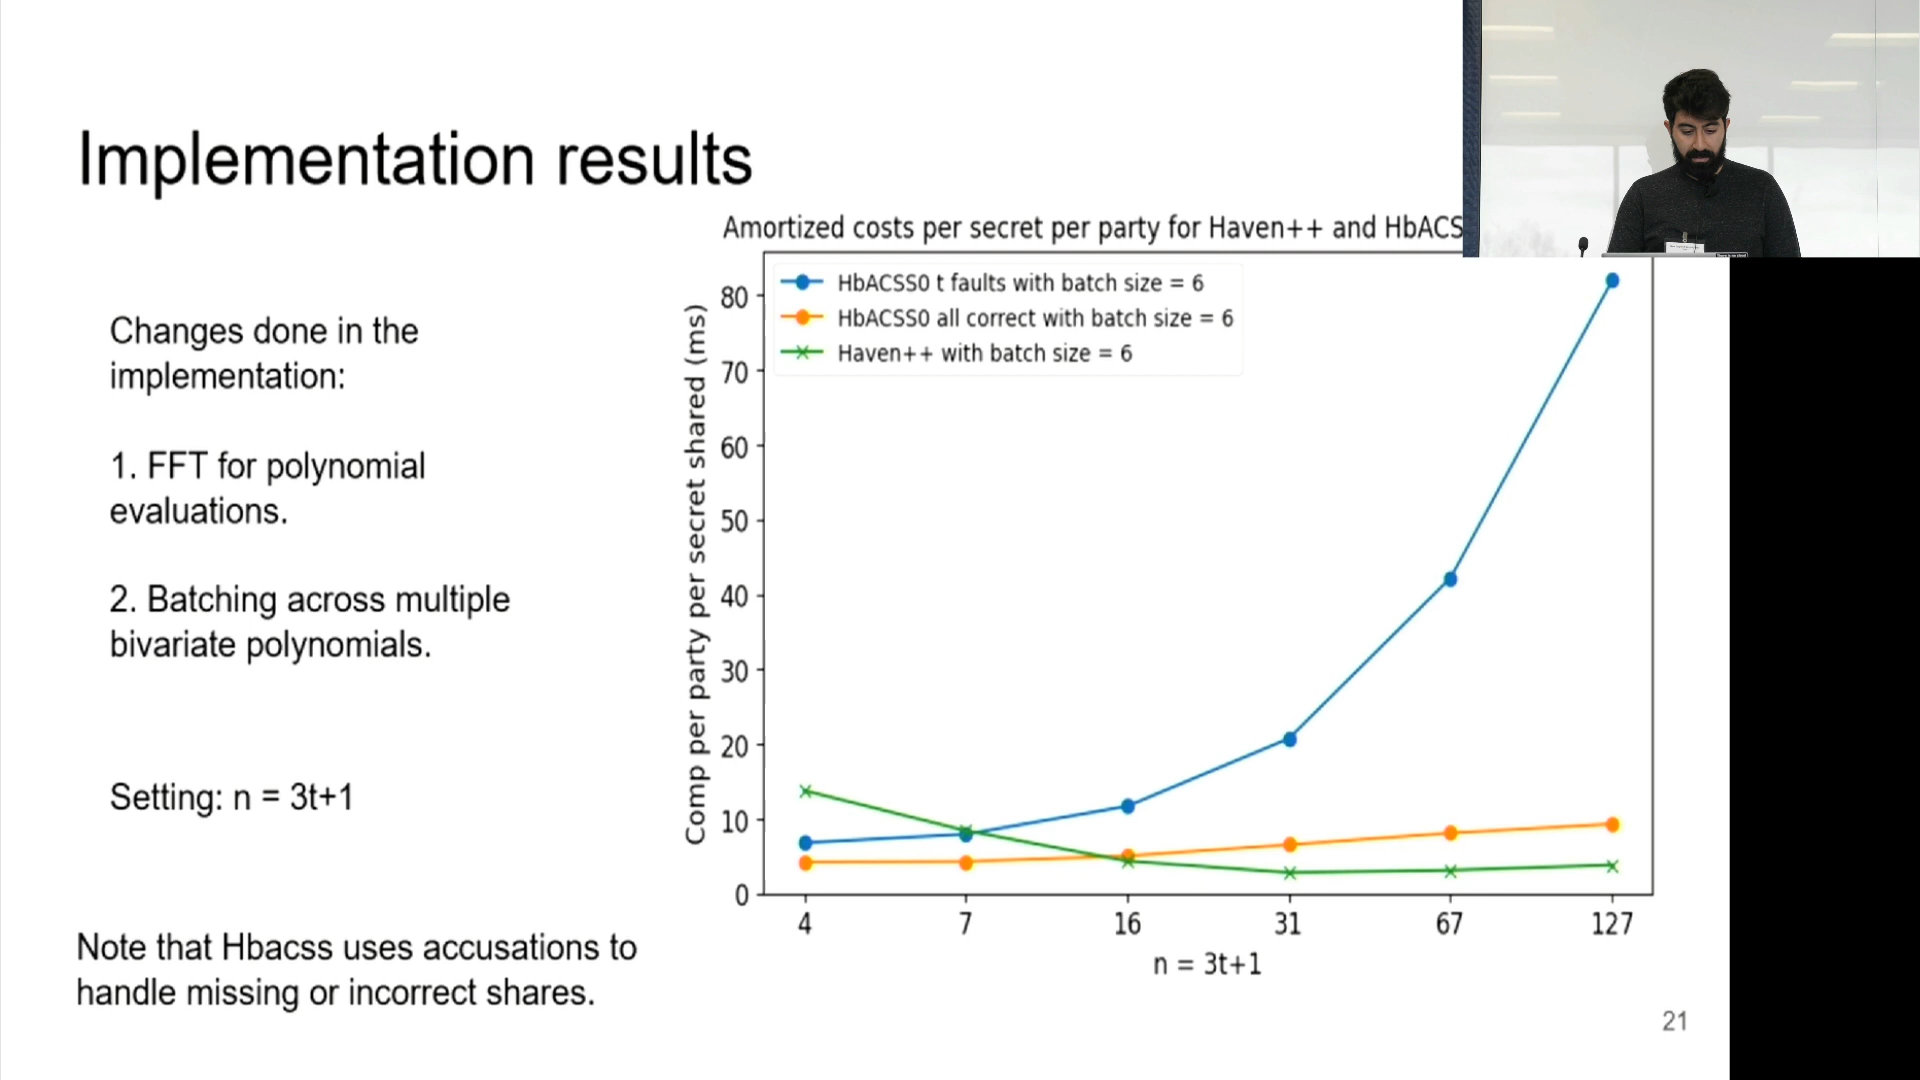 Implementation results
Changes done in the
implementation:
1. FFT for polynomial
evaluations.
2. Batching across multiple
bivariate polynomials.
Setting: n = 3t+1
Note that Hbacss uses accusations to
handle missing or incorrect shares.
Amortized costs per secret per party for Haven++ and HbACS
HbACSS0 t faults with batch size = 6
HbACSS0 all correct with batch size = 6
Haven++ with batch size = 6
Comp per party per secret shared (ms)
80
70
60
50
40
30
20
10
0
4 7 16 31 67 127
n = 3t+1
21